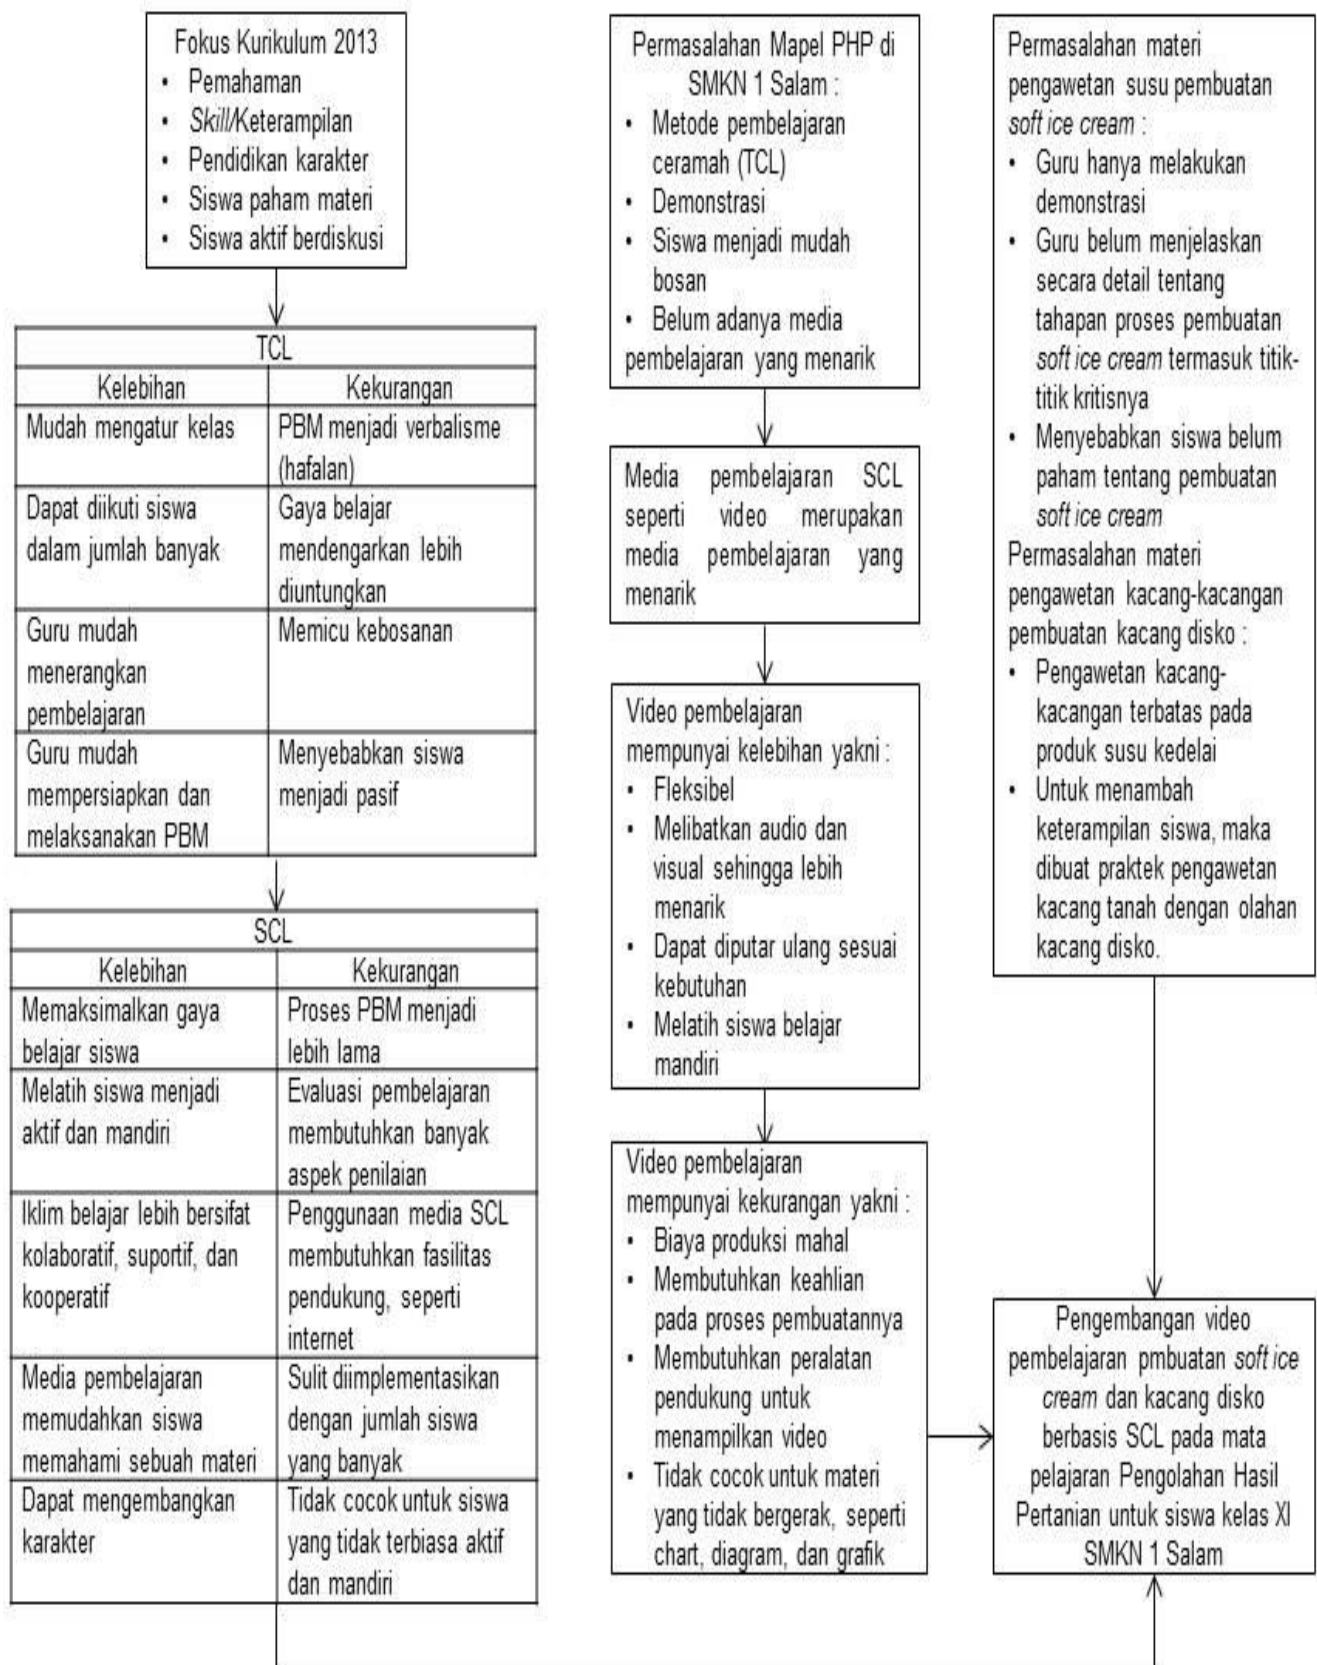 Fokus Kurikulum 2013
• Pemahaman
• Skill/Keterampilan
• Pendidikan karakter
• Siswa paham materi
• Siswa aktif berdiskusi
TCL
Kelebihan
Kekurangan
Mudah mengatur kelas
PBM menjadi verbalisme
(hafalan)
Dapat diikuti siswa
dalam jumlah banyak
Gaya belajar
mendengarkan lebih
diuntungkan
Guru mudah
menerangkan
pembelajaran
Memicu kebosanan
Guru mudah
mempersiapkan dan
melaksanakan PBM
Menyebabkan siswa
menjadi pasif
SCL
Kelebihan
Kekurangan
Memaksimalkan gaya
belajar siswa
Proses PBM menjadi
lebih lama
Melatih siswa menjadi
aktif dan mandiri
Evaluasi pembelajaran
membutuhkan banyak
aspek penilaian
Iklim belajar lebih bersifat
kolaboratif, suportif, dan
kooperatif
Penggunaan media SCL
membutuhkan fasilitas
pendukung, seperti
internet
Media pembelajaran
memudahkan siswa
memahami sebuah materi
Sulit diimplementasikan
dengan jumlah siswa
yang banyak
Dapat mengembangkan
karakter
Tidak cocok untuk siswa
yang tidak terbiasa aktif
dan mandiri
Permasalahan Mapel PHP di
SMKN 1 Salam :
• Metode pembelajaran
ceramah (TCL)
• Demonstrasi
• Siswa menjadi mudah
bosan
• Belum adanya media
pembelajaran yang menarik
Media pembelajaran SCL
seperti video merupakan
media pembelajaran yang
menarik
Video pembelajaran
mempunyai kelebihan yakni :
• Fleksibel
• Melibatkan audio dan
visual sehingga lebih
menarik
• Dapat diputar ulang sesuai
kebutuhan
• Melatih siswa belajar
mandiri
Video pembelajaran
mempunyai kekurangan yakni :
• Biaya produksi mahal
• Membutuhkan keahlian
pada proses pembuatannya
• Membutuhkan peralatan
pendukung untuk
menampilkan video
• Tidak cocok untuk materi
yang tidak bergerak, seperti
chart, diagram, dan grafik
Permasalahan materi
pengawetan susu pembuatan
soft ice cream :
• Guru hanya melakukan
demonstrasi
• Guru belum menjelaskan
secara detail tentang
tahapan proses pembuatan
soft ice cream termasuk titik-
titik kritisnya
• Menyebabkan siswa belum
paham tentang pembuatan
soft ice cream
Permasalahan materi
pengawetan kacang-kacangan
pembuatan kacang disko :
• Pengawetan kacang-
kacangan terbatas pada
produk susu kedelai
• Untuk menambah
keterampilan siswa, maka
dibuat praktek pengawetan
kacang tanah dengan olahan
kacang disko.
Pengembangan video
pembelajaran pmbuatan soft ice
cream dan kacang disko
berbasis SCL pada mata
pelajaran Pengolahan Hasil
Pertanian untuk siswa kelas XI
SMKN 1 Salam